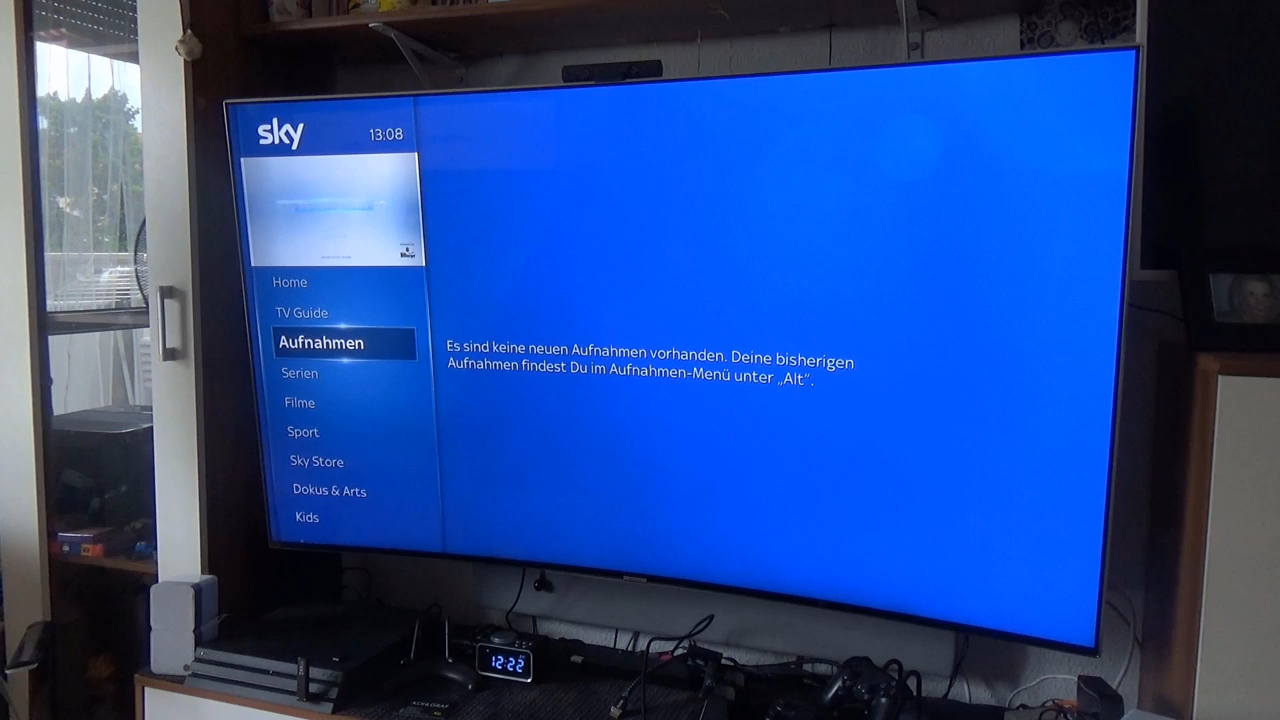 sky
13:08
Home
TV Guide
Aufnahmen
Serien
Filme
Sport
Sky Store
Dokus & Arts
Kids
Es sind keine neuen Aufnahmen vorhanden. Deine bisherigen
Aufnahmen findest Du im Aufnahmen-Menü unter „Alt“.
12:22